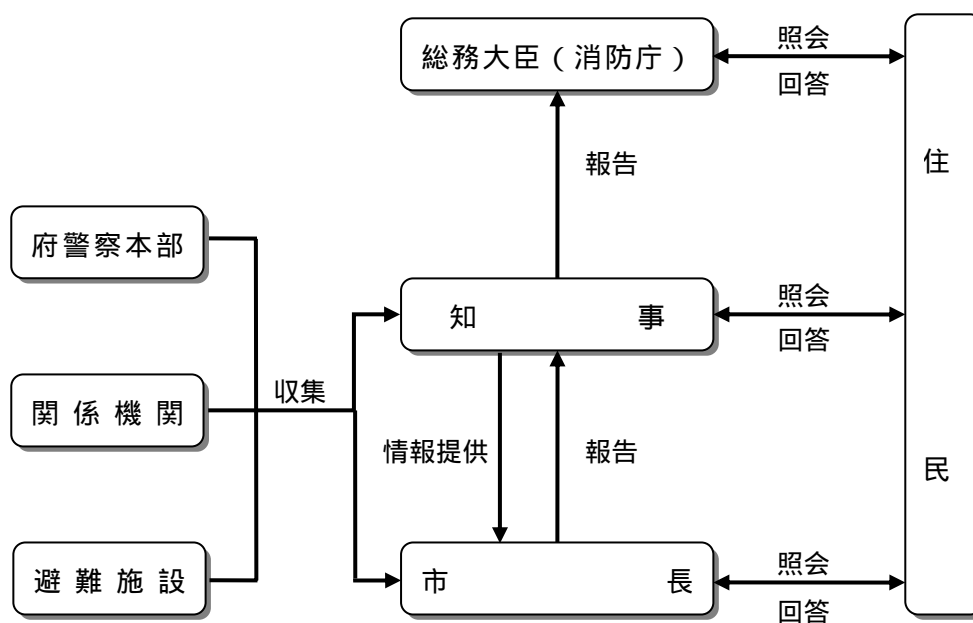 総務大臣(消防庁)
照会
回答
住民
報告
府警察本部
知事
照会
回答
関係機関
収集
情報提供
報告
避難施設
市長
照会
回答